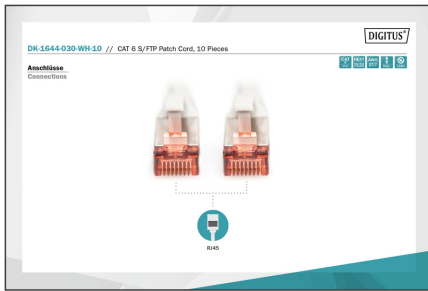 DIGITUS®
DK-1644-030-WH-10 // CAT 6 S/FTP Patch Cord, 10 Pieces
Anschlüsse
Connections
RJ45